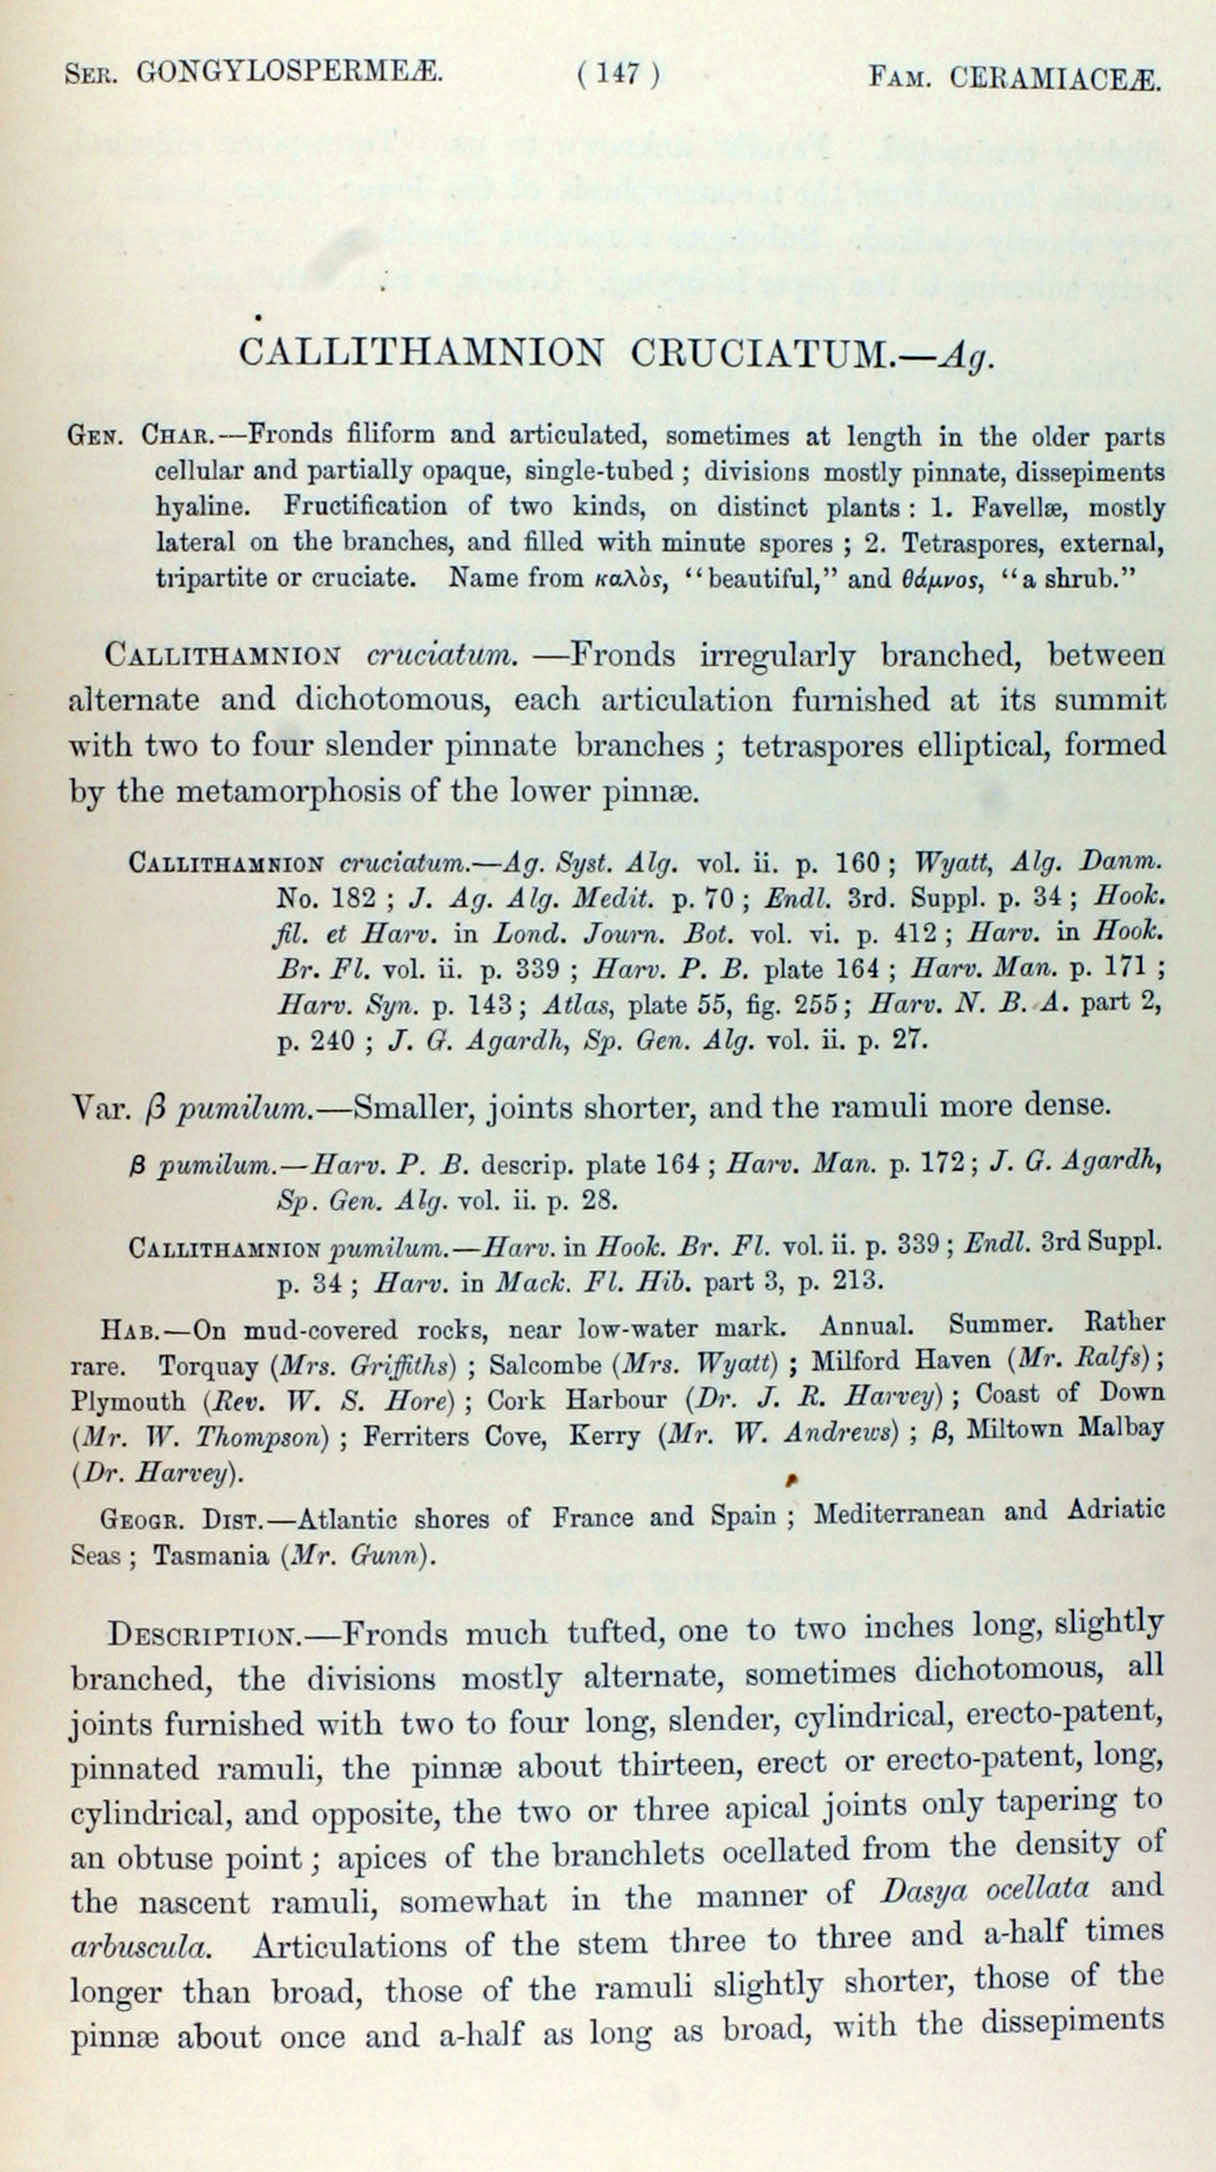 Ser. GONGYLOSPERMEÆ. ( 147 ) Fam. CERAMIACEÆ.
CALLITHAMNION CRUCIATUM.—Ag.
Gen. Char.—Fronds filiform and articulated, sometimes at length in the older parts
cellular and partially opaque, single-tubed ; divisions mostly pinnate, dissepiments
hyaline. Fructification of two kinds, on distinct plants : 1. Favellæ, mostly
lateral on the branches, and filled with minute spores ; 2. Tetraspores, external,
tripartite or cruciate. Name from καλὸς, “beautiful,” and θάμνος, “a shrub.”
Callithamnion cruciatum. —Fronds irregularly branched, between
alternate and dichotomous, each articulation furnished at its summit
with two to four slender pinnate branches ; tetraspores elliptical, formed
by the metamorphosis of the lower pinnæ.
Callithamnion cruciatum.—Ag. Syst. Alg. vol. ii. p. 160 ; Wyatt, Alg. Danm.
No. 182 ; J. Ag. Alg. Medit. p. 70 ; Endl. 3rd. Suppl. p. 34 ; Hook.
fil. et Harv. in Lond. Journ. Bot. vol. vi. p. 412 ; Harv. in Hook.
Br. Fl. vol. ii. p. 339 ; Harv. P. B. plate 164 ; Harv. Man. p. 171 ;
Harv. Syn. p. 143 ; Atlas, plate 55, fig. 255 ; Harv. N. B. A. part 2,
p. 240 ; J. G. Agardh, Sp. Gen. Alg. vol. ii. p. 27.
Var. β pumilum.—Smaller, joints shorter, and the ramuli more dense.
β pumilum.—Harv. P. B. descrip. plate 164 ; Harv. Man. p. 172 ; J. G. Agardh,
Sp. Gen. Alg. vol. ii. p. 28.
Callithamnion pumilum.—Harv. in Hook. Br. Fl. vol. ii. p. 339 ; Endl. 3rd Suppl.
p. 34 ; Harv. in Mack. Fl. Hib. part 3, p. 213.
Hab.—On mud-covered rocks, near low-water mark. Annual. Summer. Rather
rare. Torquay (Mrs. Griffiths) ; Salcombe (Mrs. Wyatt) ; Milford Haven (Mr. Ralfs) ;
Plymouth (Rev. W. S. Hore) ; Cork Harbour (Dr. J. R. Harvey) ; Coast of Down
(Mr. W. Thompson) ; Ferriters Cove, Kerry (Mr. W. Andrews) ; β, Miltown Malbay
(Dr. Harvey).
Geogr. Dist.—Atlantic shores of France and Spain ; Mediterranean and Adriatic
Seas ; Tasmania (Mr. Gunn).
Description.—Fronds much tufted, one to two inches long, slightly
branched, the divisions mostly alternate, sometimes dichotomous, all
joints furnished with two to four long, slender, cylindrical, erecto-patent,
pinnated ramuli, the pinnæ about thirteen, erect or erecto-patent, long,
cylindrical, and opposite, the two or three apical joints only tapering to
an obtuse point ; apices of the branchlets ocellated from the density of
the nascent ramuli, somewhat in the manner of Dasya ocellata and
arbuscula. Articulations of the stem three to three and a-half times
longer than broad, those of the ramuli slightly shorter, those of the
pinnæ about once and a-half as long as broad, with the dissepiments